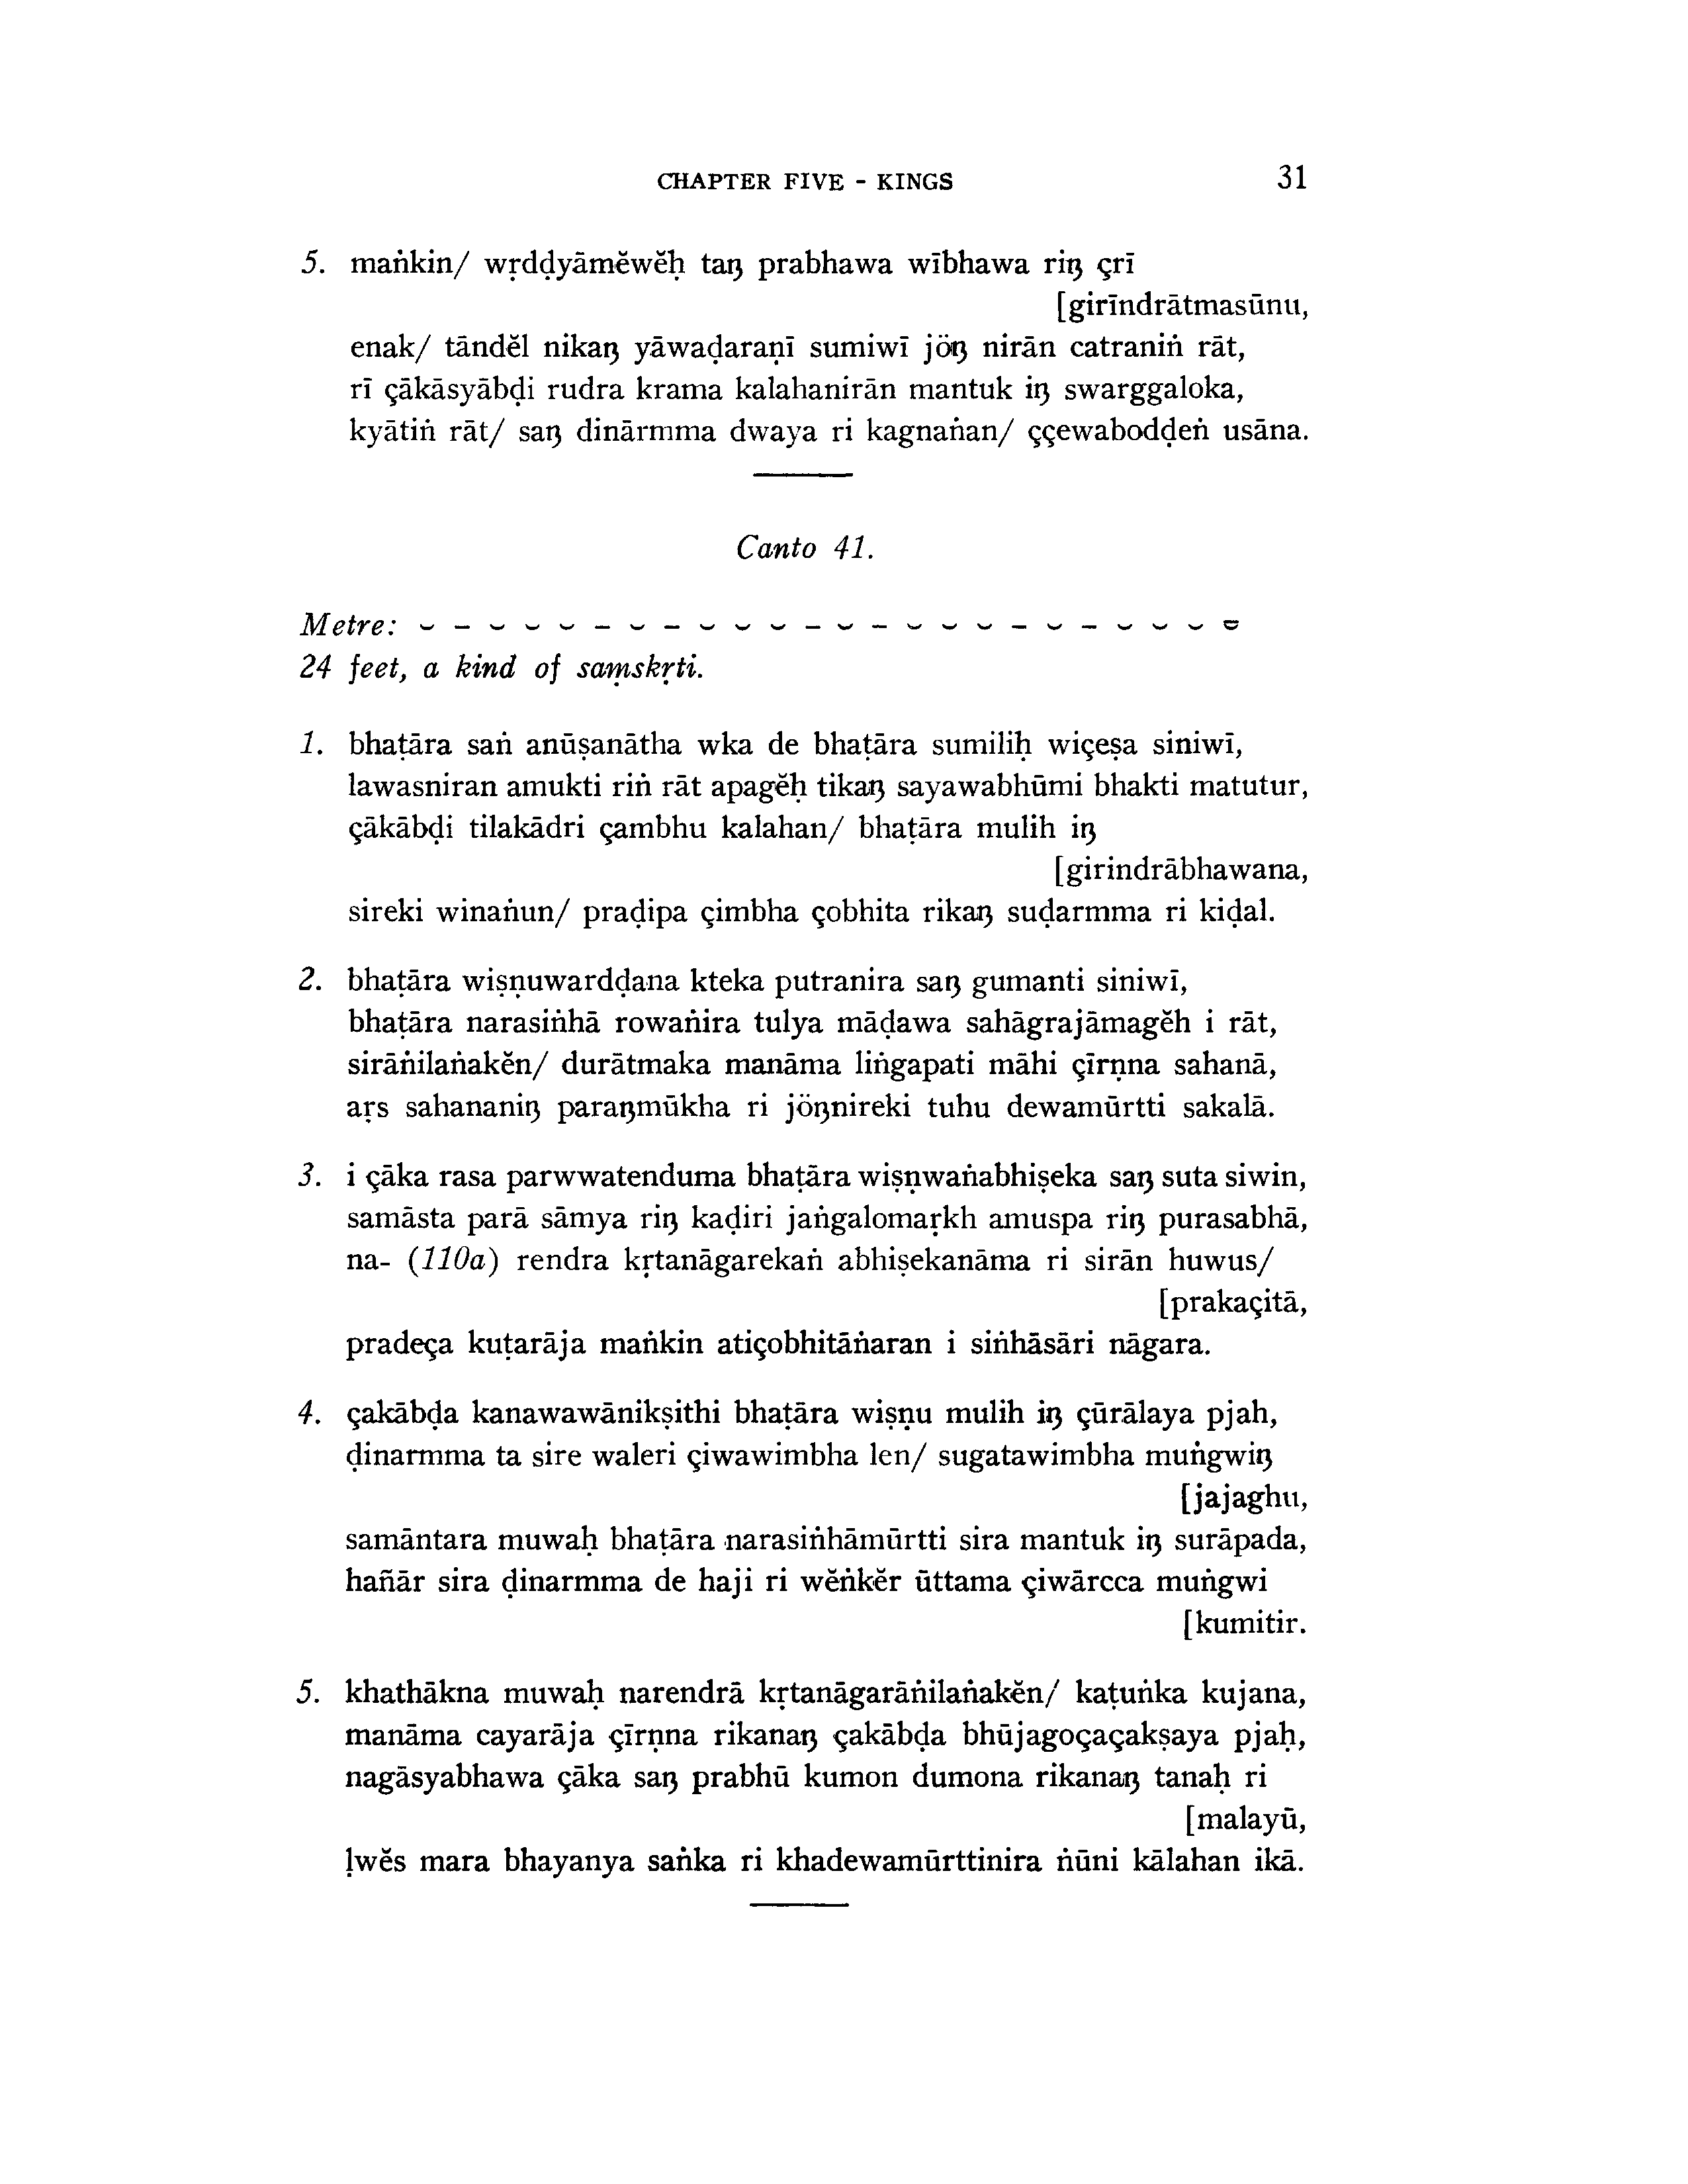 CHAPTER FIVE - KINGS 31
5. maṅkin/ wṛddyāmĕwĕḥ taŋ prabhawa wībhawa riŋ çrī
[girīndrātmasūnu,
enak/ tāndĕl nikaŋ yāwaḍaraṇī sumiwī jöŋ nirān catraniṅ rāt,
rī çākāsyābḍi rudra krama kalahanirān mantuk iŋ swarggaloka,
kyātiṅ rāt/ saŋ dinārmma dwaya ri kagnaṅan/ ççewaboḍḍeṅ usāna.
Canto 41.
Metre: ⏑ – ⏑ ⏑ ⏑ – ⏑ – ⏑ ⏑ ⏑ – ⏑ – ⏑ ⏑ ⏑ – ⏑ – ⏑ ⏑ ⏑ ⏓
24 feet, a kind of saṃskṛti.
1. bhaṭāra saṅ anūṣanātha wka de bhaṭāra sumiliḥ wiçeṣa siniwī,
lawasniran amukti riṅ rāt apagĕḥ tikaŋ sayawabhūmi bhakti matutur,
çākābḍi tilakādri çambhu kalahan/ bhaṭāra mulih iŋ
[girindrābhawana,
sireki winaṅun/ praḍipa çimbha çobhita rikaŋ suḍarmma ri kiḍal.
2. bhaṭāra wiṣṇuwarḍḍana kteka putranira saŋ gumanti siniwī,
bhaṭāra narasiṅhā rowaṅira tulya māḍawa sahāgrajāmagĕh i rāt,
sirāṅilaṅakĕn/ durātmaka manāma liṅgapati māhi çīrṇna sahanā,
aṛs sahananiŋ paraŋmūkha ri jöŋnireki tuhu dewamūrtti sakalā.
3. i çāka rasa parwwatenduma bhaṭāra wiṣṇwaṅabhiṣeka saŋ suta siwin,
samāsta parā sāmya riŋ kaḍiri jaṅgalomaṛkh amuspa riŋ purasabhā,
na- (110a) rendra kṛtanāgarekaṅ abhiṣekanāma ri sirān huwus/
[prakaçitā,
pradeça kuṭarāja maṅkin atiçobhitāṅaran i siṅhāsāri nāgara.
4. çakābḍa kanawawānikṣithi bhaṭāra wiṣṇu mulih iŋ çūrālaya pjah,
ḍinarmma ta sire waleri çiwawimbha len/ sugatawimbha muṅgwiŋ
[jajaghu,
samāntara muwaḥ bhaṭāra narasiṅhāmūrtti sira mantuk iŋ surāpada,
hañār sira ḍinarmma de haji ri wĕṅkĕr ūttama çiwārcca muṅgwi
[kumitir.
5. khathākna muwaḥ narendrā kṛtanāgarāṅilaṅakĕn/ kaṭuṅka kujana,
manāma cayarāja çīrṇna rikanaŋ çakābḍa bhūjagoçaçakṣaya pjaḥ,
nagāsyabhawa çāka saŋ prabhū kumon dumona rikanaŋ tanaḥ ri
[malayū,
ḷwĕs mara bhayanya saṅka ri khadewamūrttinira ṅūni kālahan ikā.